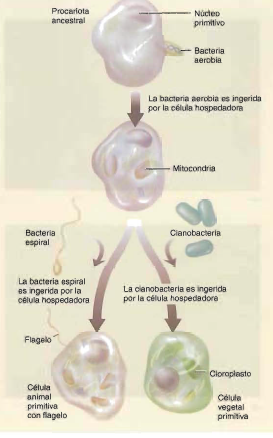 Procariota
ancestral
Núcleo
primitivo
Bacteria
aerobia
La bacteria aerobia es ingerida
por la célula hospedadora
Mitocondria
Bacteria
espiral
Cianobacteria
La bacteria espiral
es ingerida por la
célula hospedadora
La cianobacteria es ingerida
por la célula hospedadora
Flagelo
Célula
animal
primitiva
con flagelo
Cloroplasto
Célula
vegetal
primitiva